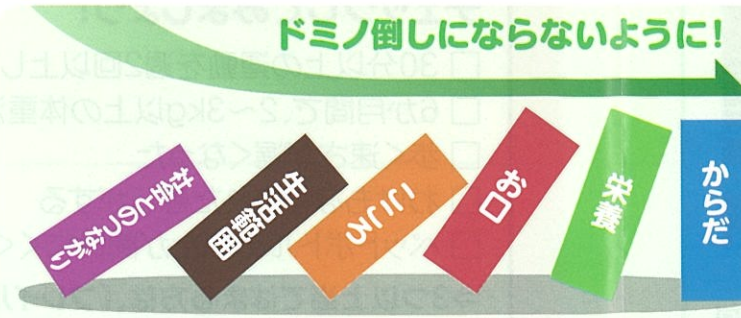 ドミノ倒しにならないように!
社会とのつながり
生活範囲
こころ
お口
栄養
からだ